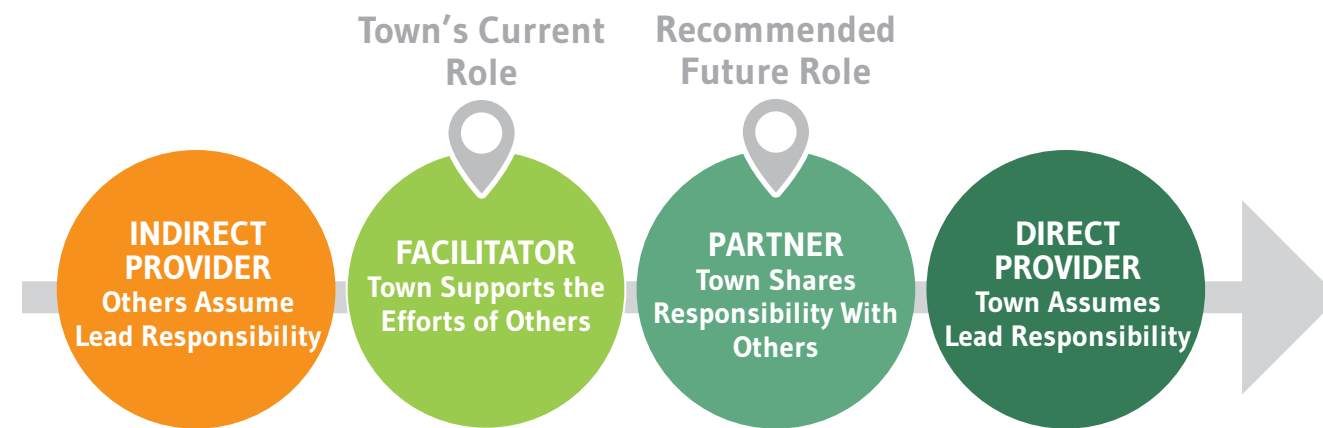 Town’s Current
Role
Recommended
Future Role
INDIRECT
PROVIDER
Others Assume
Lead Responsibility
FACILITATOR
Town Supports the
Efforts of Others
PARTNER
Town Shares
Responsibility With
Others
DIRECT
PROVIDER
Town Assumes
Lead Responsibility